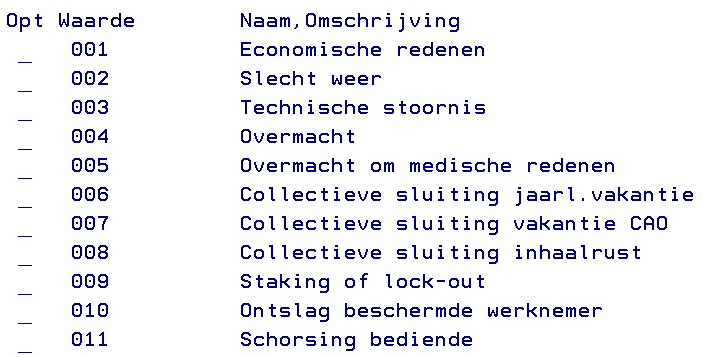 Opt Waarde Naam,Omschrijving
_ 001 Economische redenen
_ 002 Slecht weer
_ 003 Technische stoornis
_ 004 Overmacht
_ 005 Overmacht om medische redenen
_ 006 Collectieve sluiting jaarl.vakantie
_ 007 Collectieve sluiting vakantie CAO
_ 008 Collectieve sluiting inhaalrust
_ 009 Staking of lock-out
_ 010 Ontslag beschermde werknemer
_ 011 Schorsing bediende